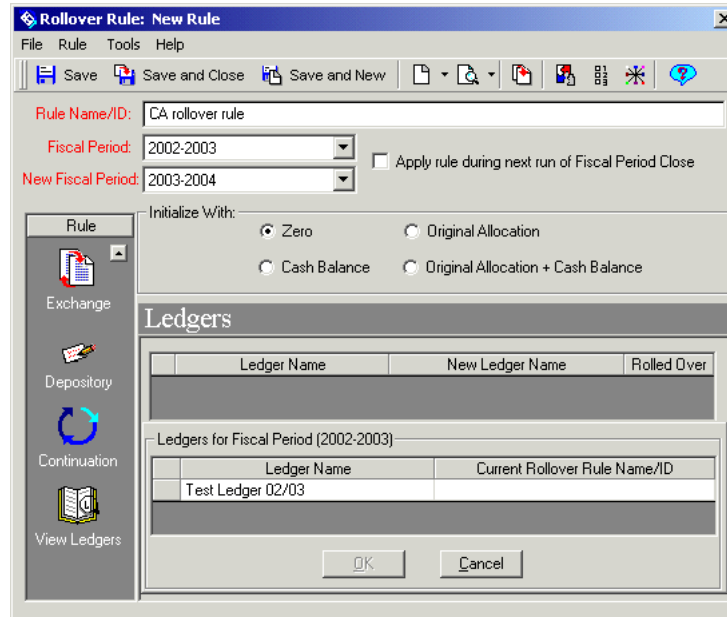 Rollover Rule: New Rule
File Rule Tools Help
Save Save and Close Save and New
Rule Name/ID: CA rollover rule
Fiscal Period: 2002-2003
Apply rule during next run of Fiscal Period Close
New Fiscal Period: 2003-2004
Rule
Initialize With:
Zero Original Allocation
Cash Balance Original Allocation + Cash Balance
Exchange
Depository
Continuation
View Ledgers
Ledgers
Ledger Name New Ledger Name Rolled Over
Ledgers for Fiscal Period (2002-2003)
Ledger Name Current Rollover Rule Name/ID
Test Ledger 02/03
OK Cancel